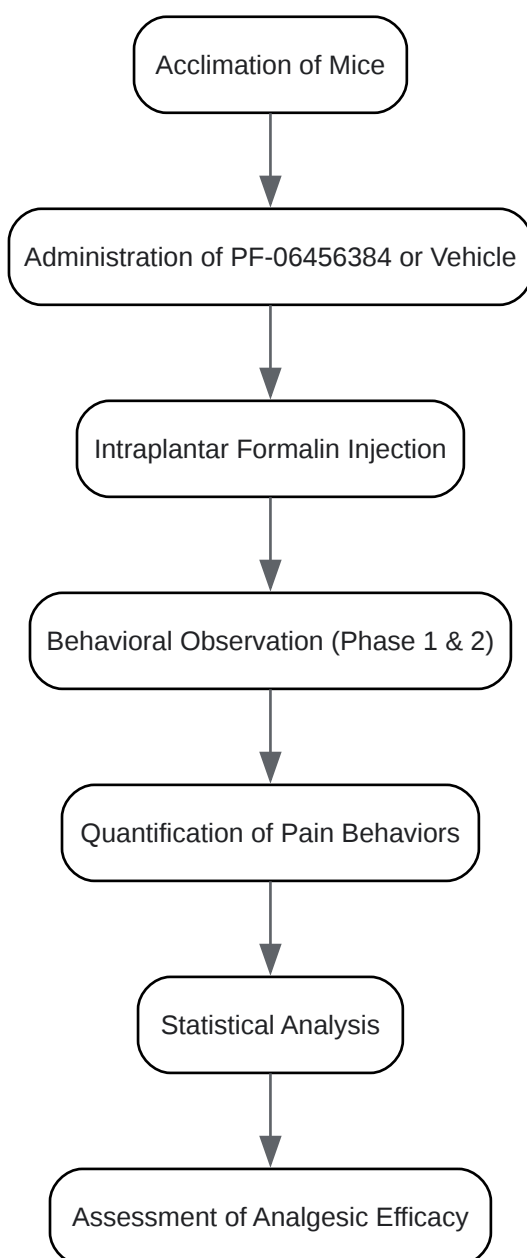 Acclimation of Mice
Administration of PF-06456384 or Vehicle
Intraplantar Formalin Injection
Behavioral Observation (Phase 1 & 2)
Quantification of Pain Behaviors
Statistical Analysis
Assessment of Analgesic Efficacy